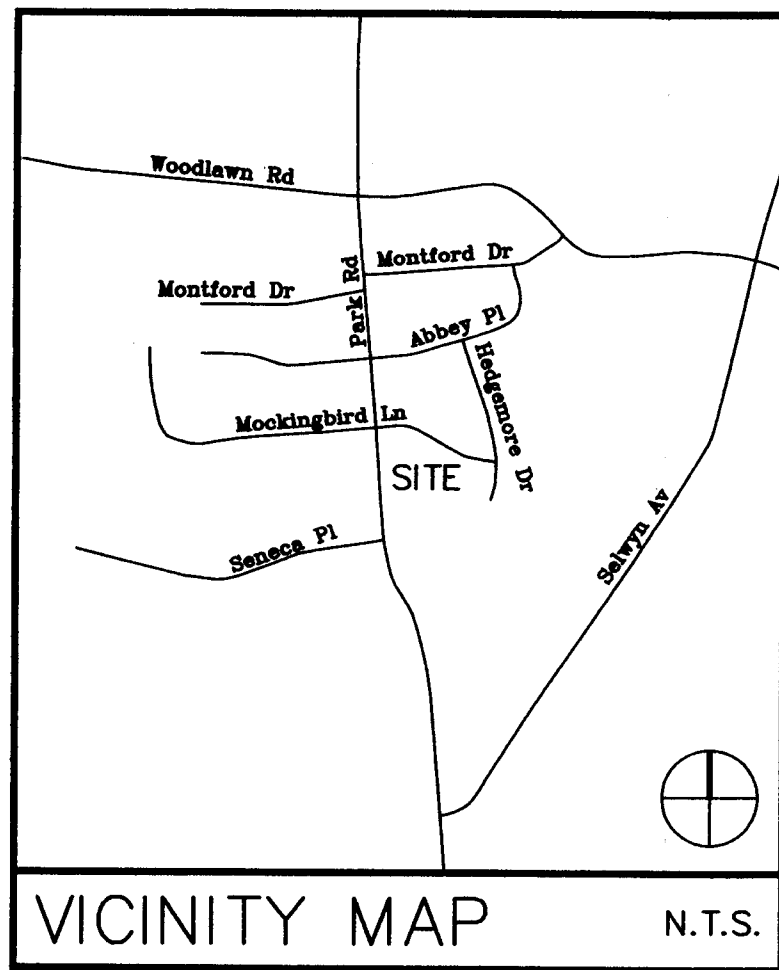 Woodlawn Rd
Montford Dr
Montford Dr
Park Rd
Abbey Pl
Hedgemore Dr
Mockingbird Ln
SITE
Selwyn Av
Seneca Pl
VICINITY MAP
N.T.S.